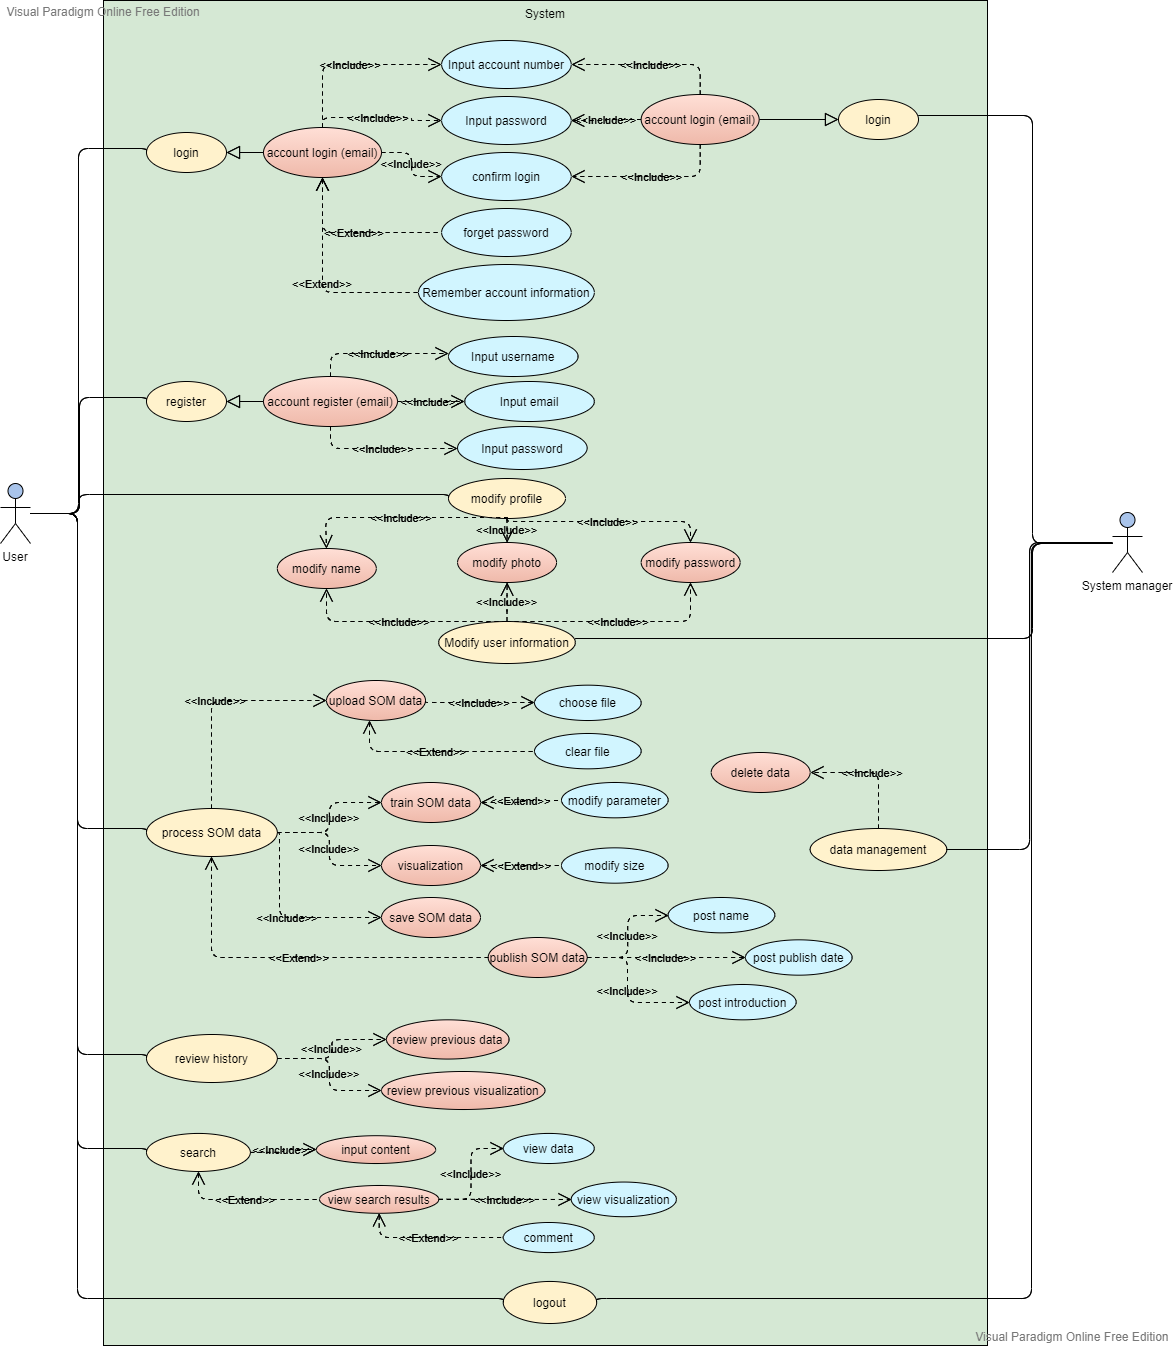 Visual Paradigm Online Free Edition
System
<<Include>>
Input account number
<<Include>>
<<Include>>
Input password
<<Include>>
account login (email)
login
login
account login (email)
<<Include>>
confirm login
<<Include>>
<<Extend>>
forget password
<<Extend>>
Remember account information
<<Include>>
Input username
register
account register (email)
<<Include>>
Input email
<<Include>>
Input password
modify profile
<<Include>>
<<Include>>
<<Include>>
User
modify name
modify photo
modify password
System manager
<<Include>>
<<Include>>
<<Include>>
Modify user information
<<Include>>
upload SOM data
<<Include>>
choose file
<<Extend>>
clear file
delete data
<<Include>>
train SOM data
<<Extend>>
modify parameter
<<Include>>
process SOM data
<<Include>>
data management
visualization
<<Extend>>
modify size
<<Include>>
save SOM data
post name
<<Include>>
<<Extend>>
publish SOM data
<<Include>>
post publish date
<<Include>>
post introduction
review history
<<Include>>
review previous data
<<Include>>
review previous visualization
search
<<Include>>
input content
view data
<<Include>>
<<Extend>>
view search results
<<Include>>
view visualization
<<Extend>>
comment
logout
Visual Paradigm Online Free Edition